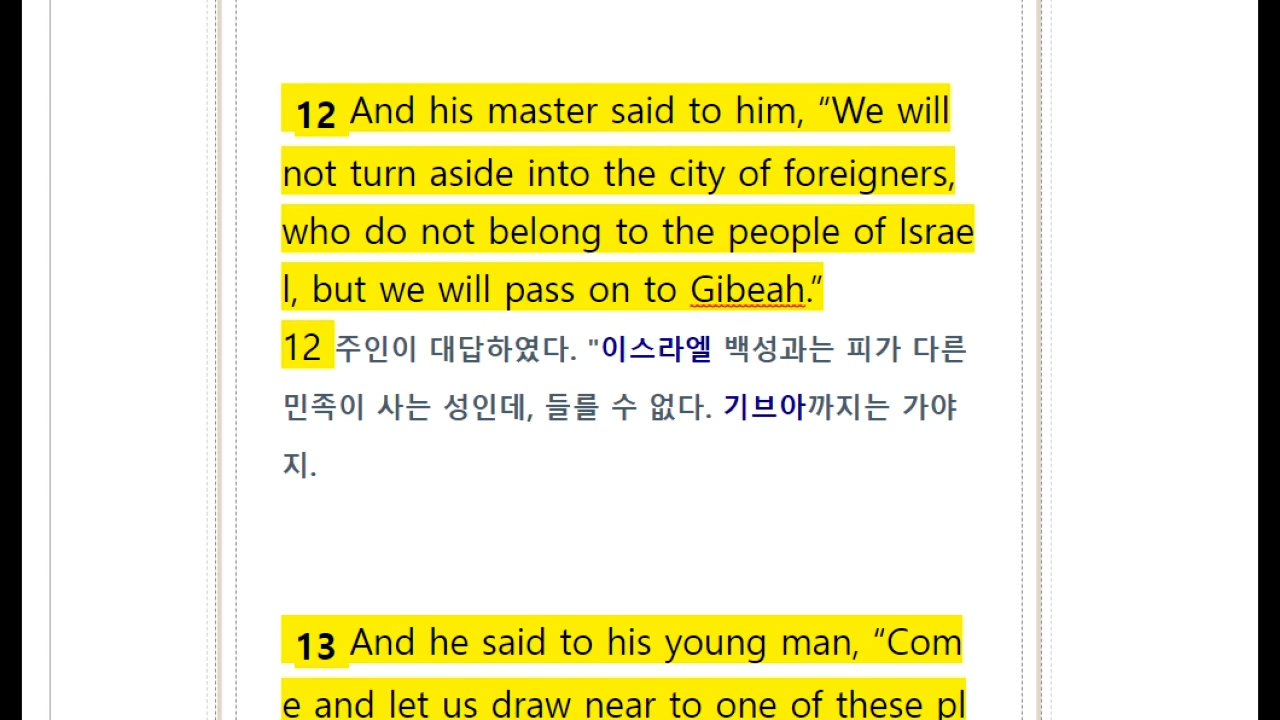 12 And his master said to him, “We will
not turn aside into the city of foreigners,
who do not belong to the people of Israe
l, but we will pass on to Gibeah.”
12 주인이 대답하였다. "이스라엘 백성과는 피가 다른
민족이 사는 성인데, 들를 수 없다. 기브아까지는 가야
지.
13 And he said to his young man, “Com
e and let us draw near to one of these pl